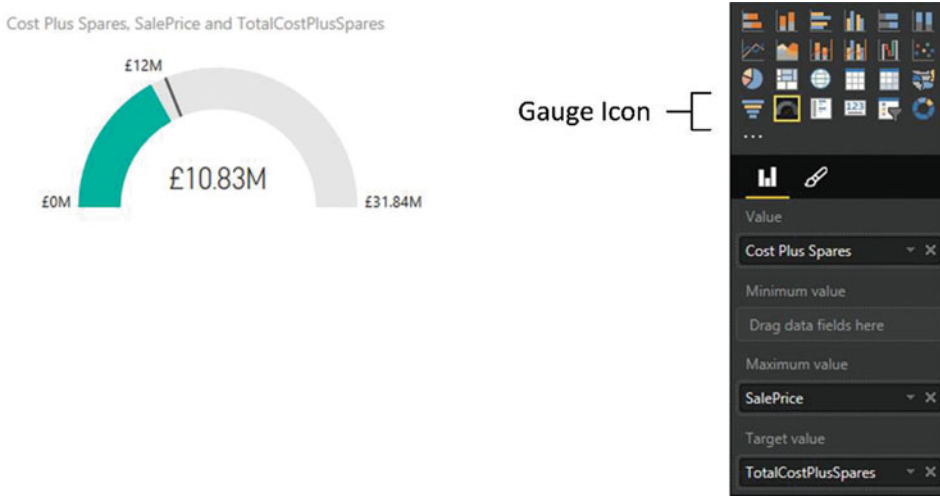 Cost Plus Spares, SalePrice and TotalCostPlusSpares
£12M
£10.83M
£0M
£31.84M
Gauge Icon
123
...
Value
Cost Plus Spares
Minimum value
Drag data fields here
Maximum value
SalePrice
Target value
TotalCostPlusSpares